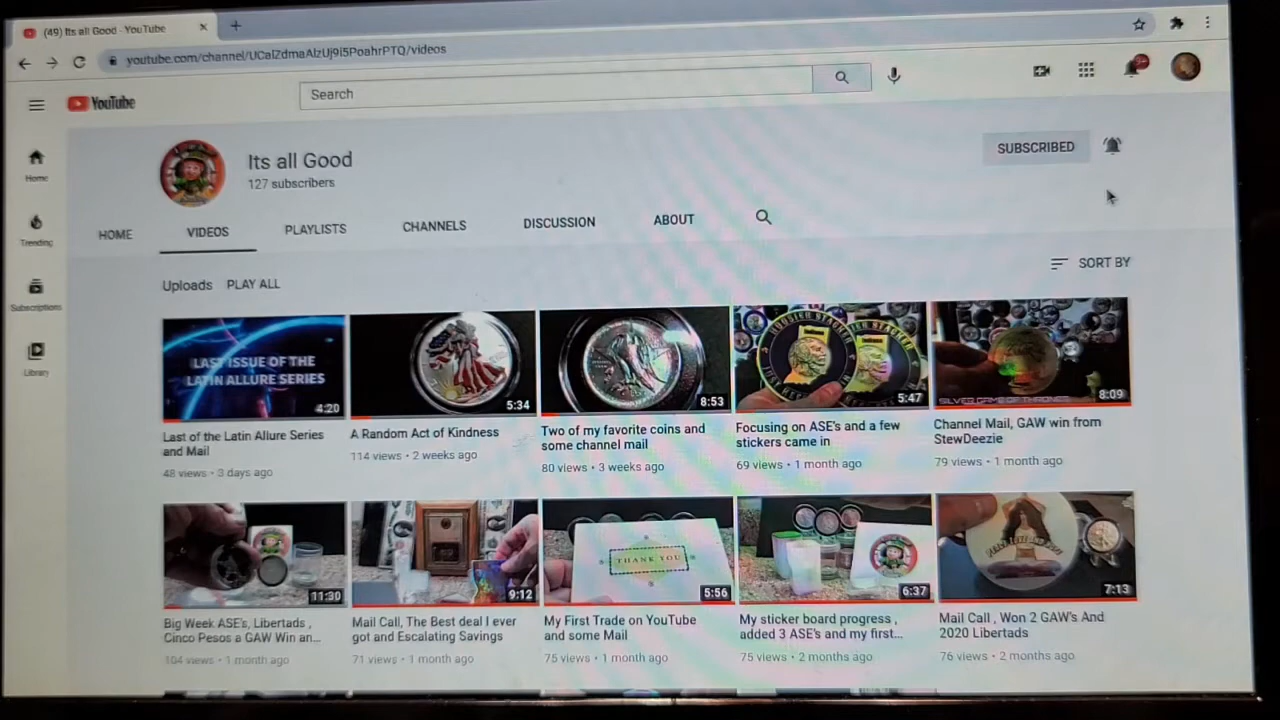 (49) Its all Good - YouTube
youtube.com/channel/UCaIZdmaAlzUj9i5PoahrPTQ/videos
YouTube
Search
Home
Trending
Subscriptions
Library
Its all Good
127 subscribers
SUBSCRIBED
HOME VIDEOS PLAYLISTS CHANNELS DISCUSSION ABOUT
Uploads PLAY ALL
SORT BY
LAST ISSUE OF THE
LATIN ALLURE SERIES
4:20
5:34
8:53
HOOSIER STACKER
5:47
SILVER GAME OF THRONES
8:09
Last of the Latin Allure Series
and Mail
48 views • 3 days ago
A Random Act of Kindness
114 views • 2 weeks ago
Two of my favorite coins and
some channel mail
80 views • 3 weeks ago
Focusing on ASE's and a few
stickers came in
69 views • 1 month ago
Channel Mail, GAW win from
StewDeezie
79 views • 1 month ago
11:30
9:12
THANK YOU
5:56
6:37
7:13
Big Week ASE's, Libertads ,
Cinco Pesos a GAW Win an...
104 views • 1 month ago
Mail Call, The Best deal I ever
got and Escalating Savings
71 views • 1 month ago
My First Trade on YouTube
and some Mail
75 views • 1 month ago
My sticker board progress ,
added 3 ASE's and my first...
75 views • 2 months ago
Mail Call , Won 2 GAW's And
2020 Libertads
76 views • 2 months ago